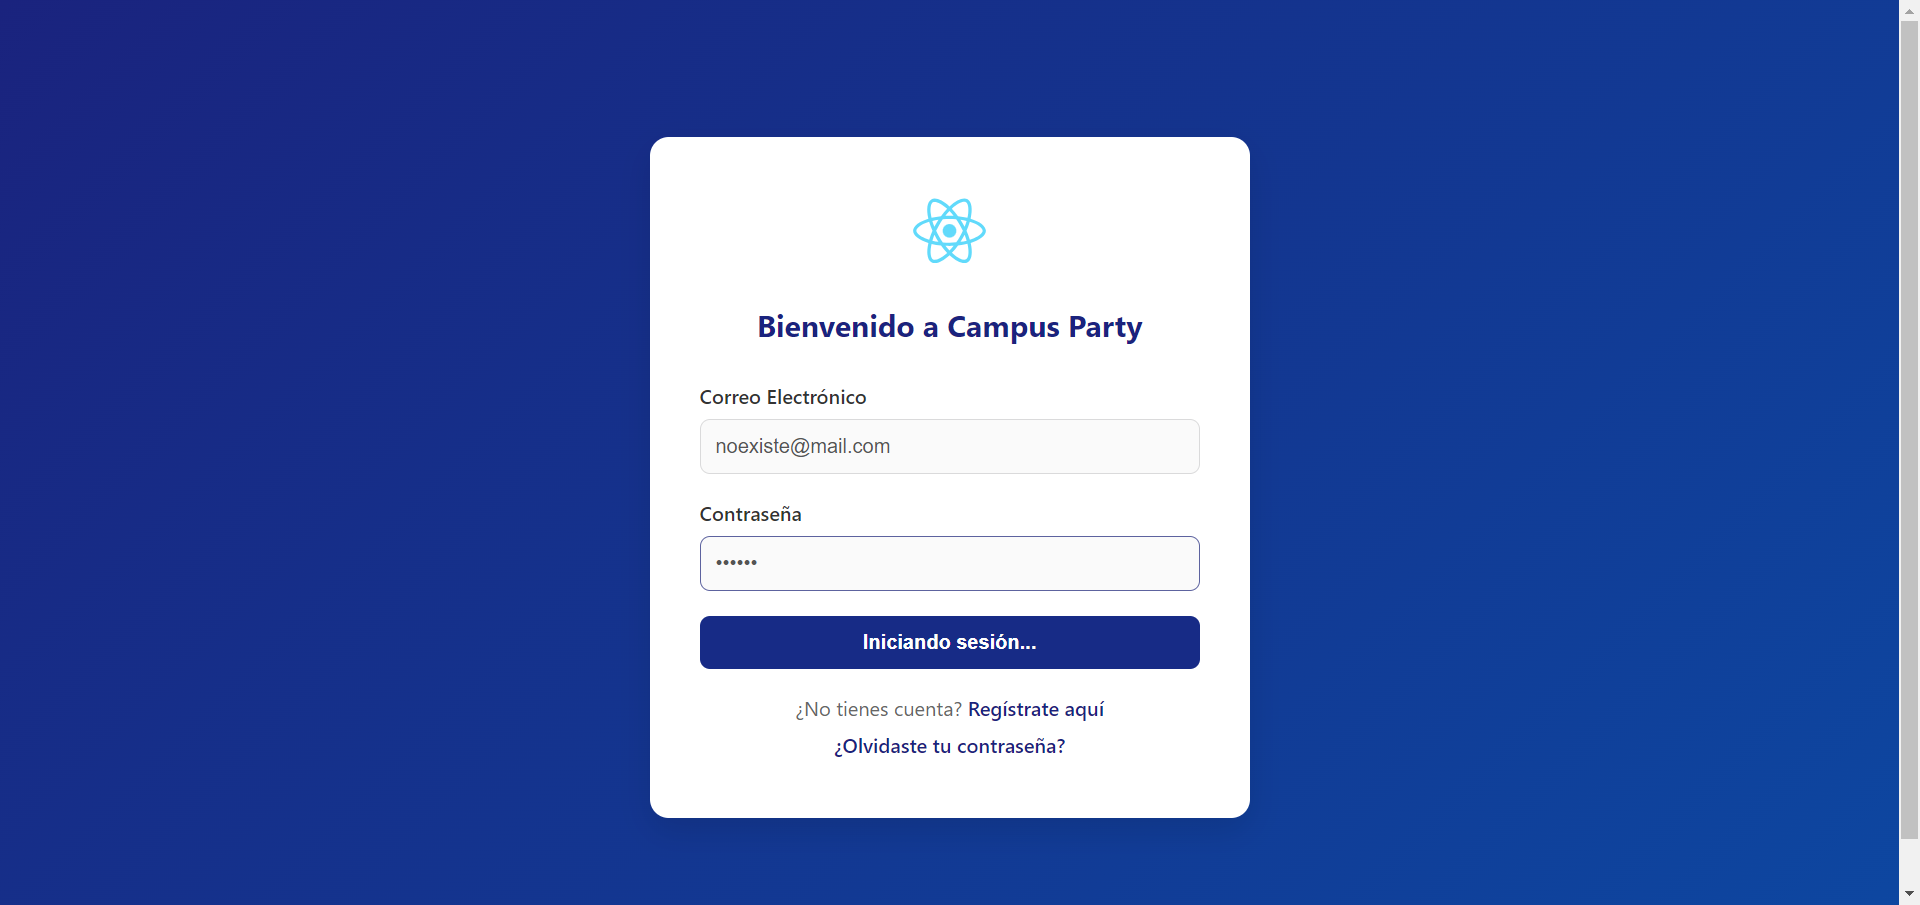 Bienvenido a Campus Party
Correo Electrónico
noexiste@mail.com
Contraseña
••••••
Iniciando sesión...
¿No tienes cuenta? Regístrate aquí
¿Olvidaste tu contraseña?